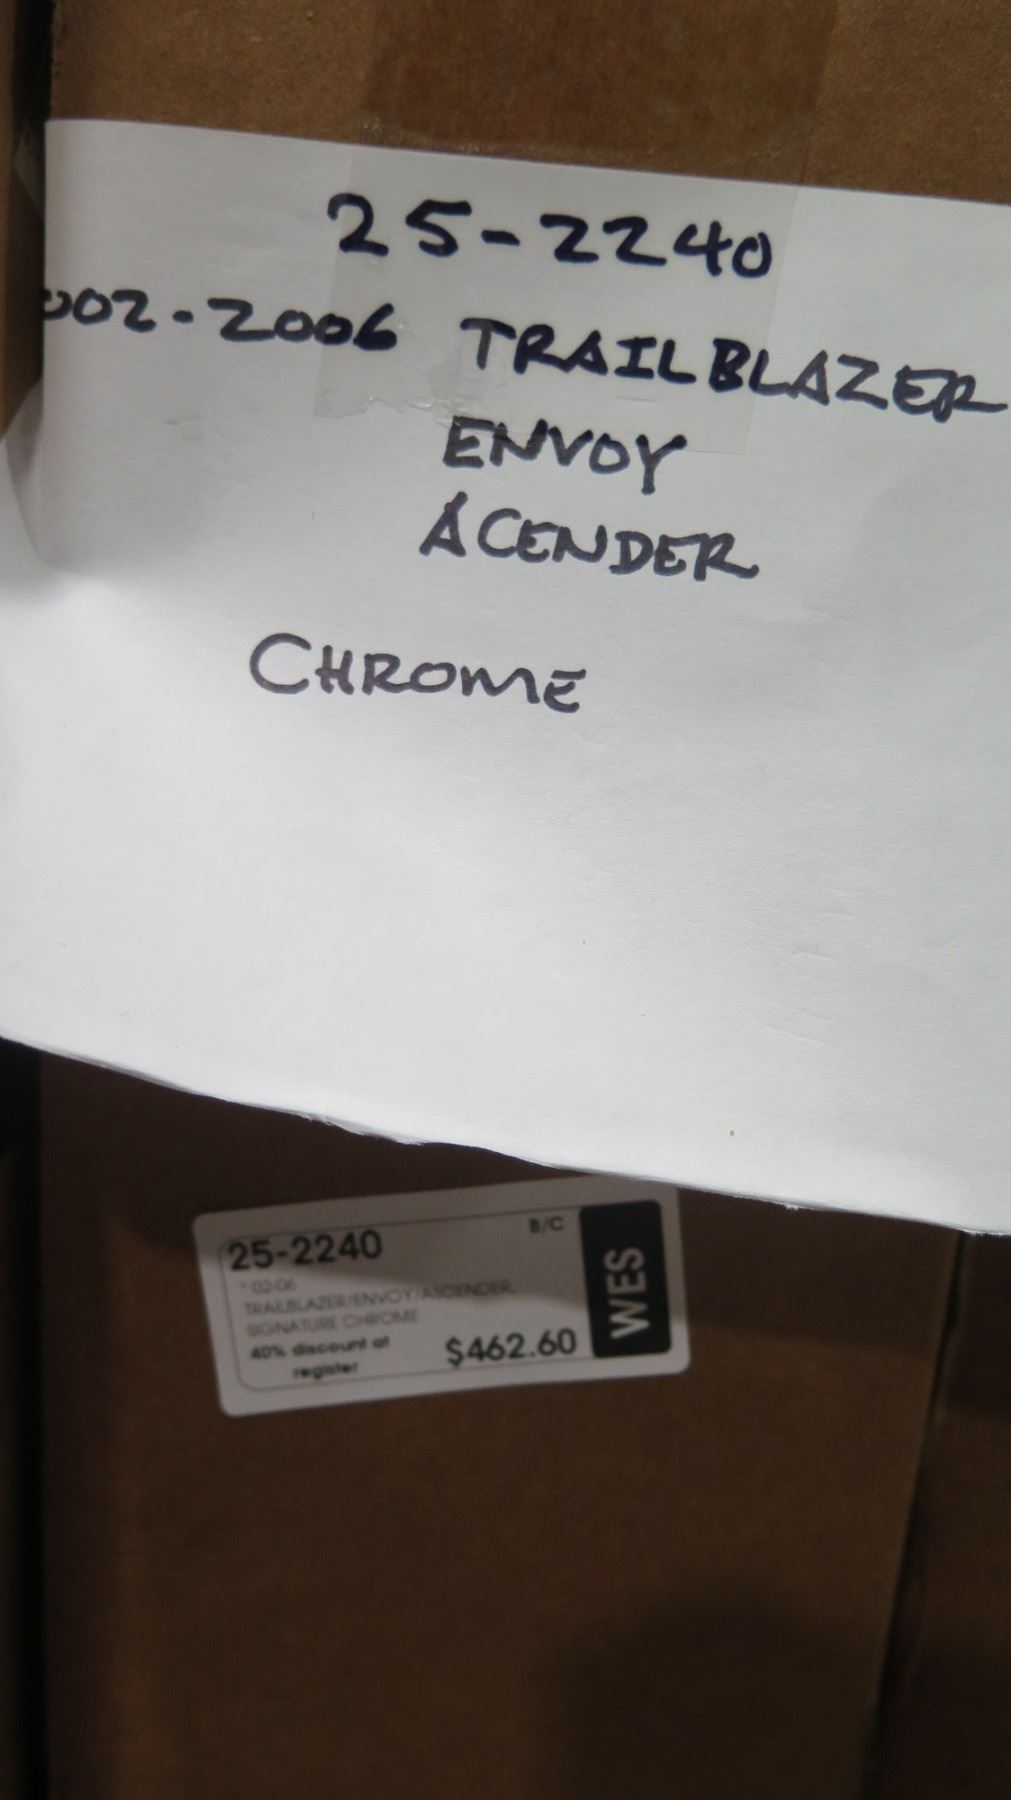 25-2240
002-2006 TRAILBLAZER
ENVOY
ACENDER
CHROME
25-2240
B/C
WES
* 02-06
TRAILBLAZER/ENVOY/ASCENDER
SIGNATURE CHROME
40% discount at
register
$462.60